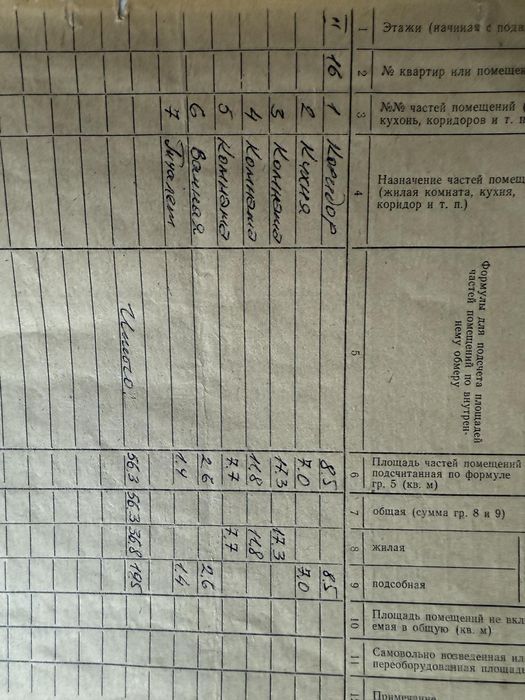 Этажи (начиная с подв
№ квартир или помещен
№№ частей помещений (
кухонь, коридоров и т. п
Назначение частей помещ
(жилая комната, кухня,
коридор и т. п.)
Формулы для подсчета площадей
частей помещений по внутрен-
нему обмеру
Площадь частей помещений
подсчитанная по формуле
гр. 5 (кв. м)
общая (сумма гр. 8 и 9)
жилая
подсобная
Площадь помещений не вкл
емая в общую (кв. м)
Самовольно возведенная ил
переоборудованная площад
Примечание
1 2 3 4 5 6 7 8 9 10 11 12
16 1 Коридор 8.5 8.5
2 Кухня 7.0 7.0
3 Комната 17.3 17.3
4 Комната 11.8 11.8
5 Комната 7.7 7.7
6 Ванная 2.6 2.6
7 Туалет 1.4 1.4
Итого: 56.3 56.3 36.8 19.5